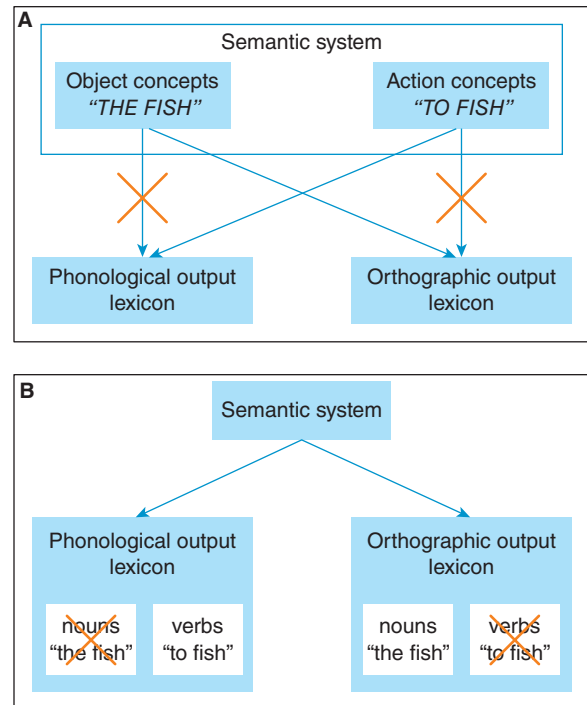 A
Semantic system
Object concepts
"THE FISH"
Action concepts
"TO FISH"
Phonological output
lexicon
Orthographic output
lexicon
B
Semantic system
Phonological output
lexicon
nouns
"the fish"
verbs
"to fish"
Orthographic output
lexicon
nouns
"the fish"
verbs
"to fish"